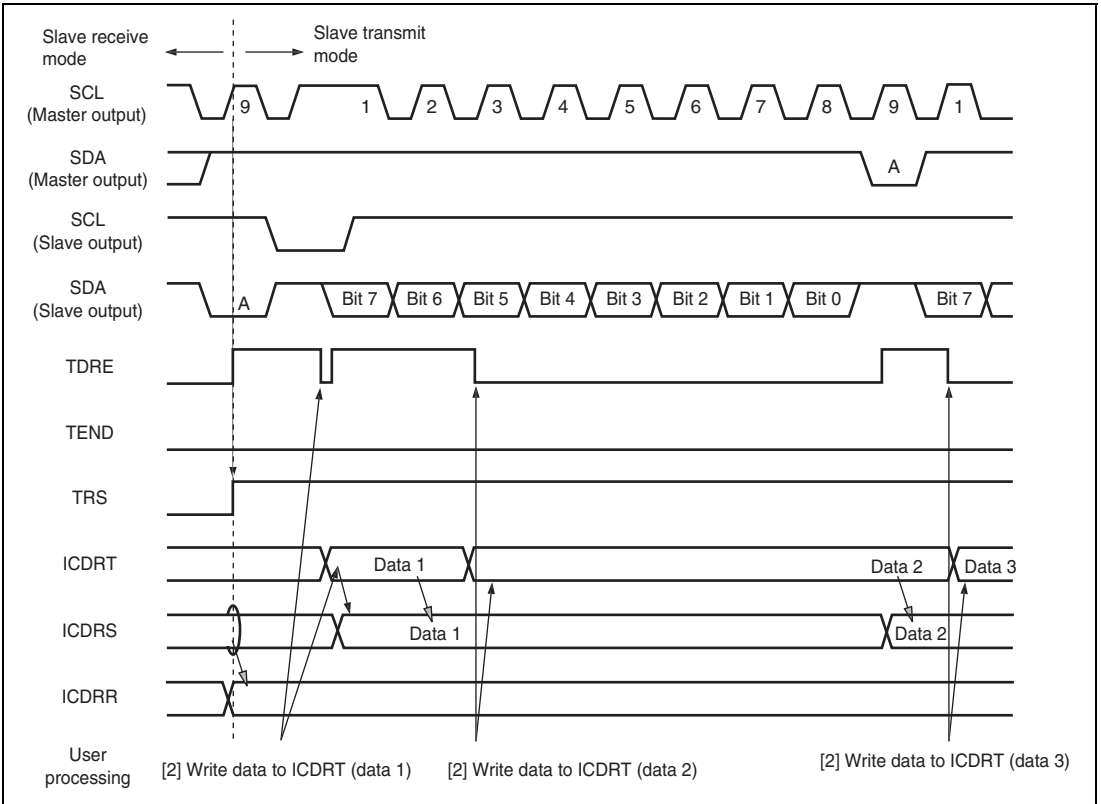 Slave receive
mode
Slave transmit
mode
SCL
(Master output)
9 1 2 3 4 5 6 7 8 9 1
SDA
(Master output)
A
SCL
(Slave output)
SDA
(Slave output)
A Bit 7 Bit 6 Bit 5 Bit 4 Bit 3 Bit 2 Bit 1 Bit 0 Bit 7
TDRE
TEND
TRS
ICDRT
Data 1 Data 2 Data 3
ICDRS
Data 1 Data 2
ICDRR
User
processing
[2] Write data to ICDRT (data 1) [2] Write data to ICDRT (data 2) [2] Write data to ICDRT (data 3)